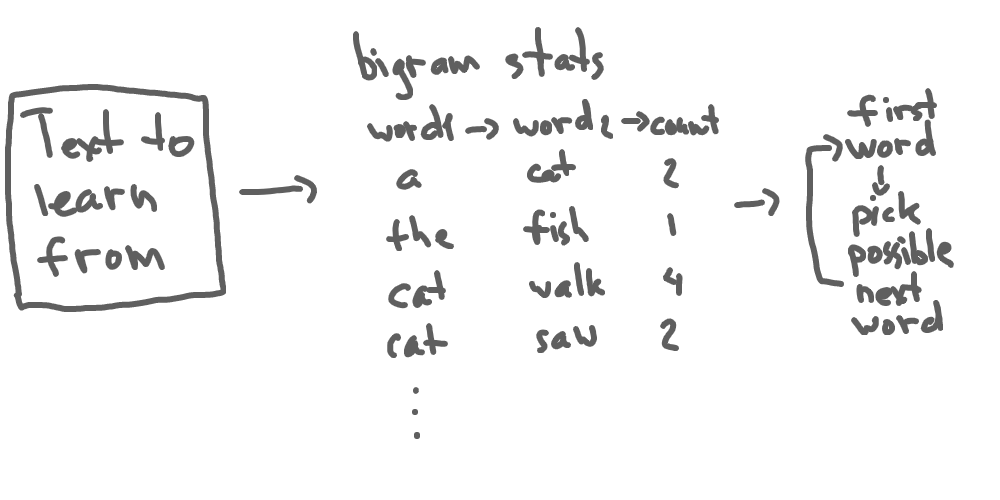 Text to
learn
from
bigram stats
word1 → word2 → count
a cat 2
the fish 1
cat walk 4
cat saw 2
first
word
pick
possible
next
word